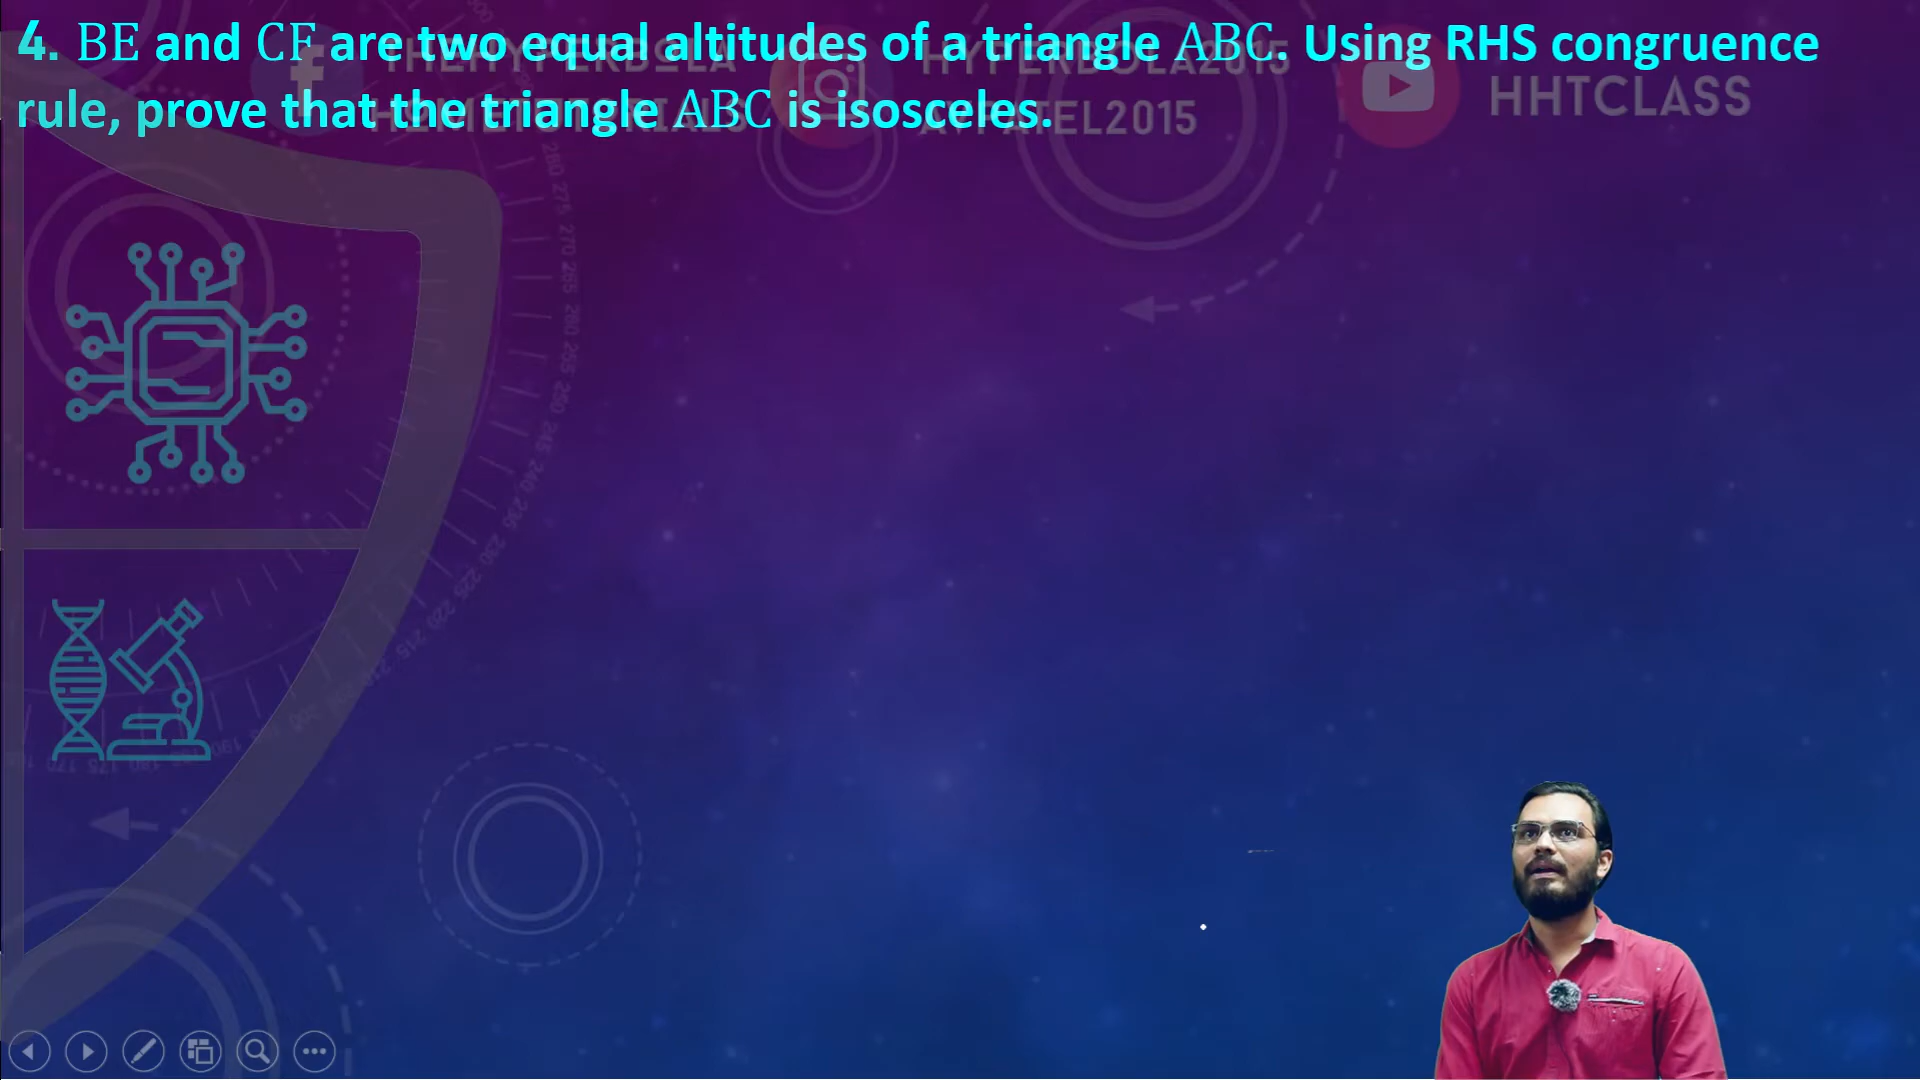 4. BE and CF are two equal altitudes of a triangle ABC. Using RHS congruence
rule, prove that the triangle ABC is isosceles.
HHTCLASS